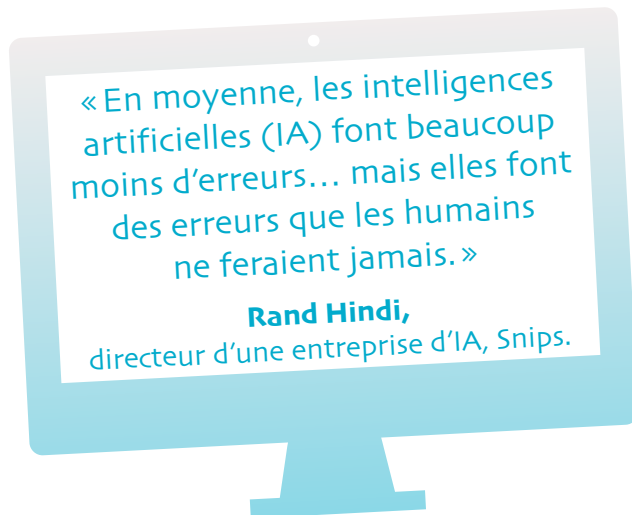 « En moyenne, les intelligences
artificielles (IA) font beaucoup
moins d’erreurs... mais elles font
des erreurs que les humains
ne feraient jamais. »
Rand Hindi,
directeur d’une entreprise d’IA, Snips.